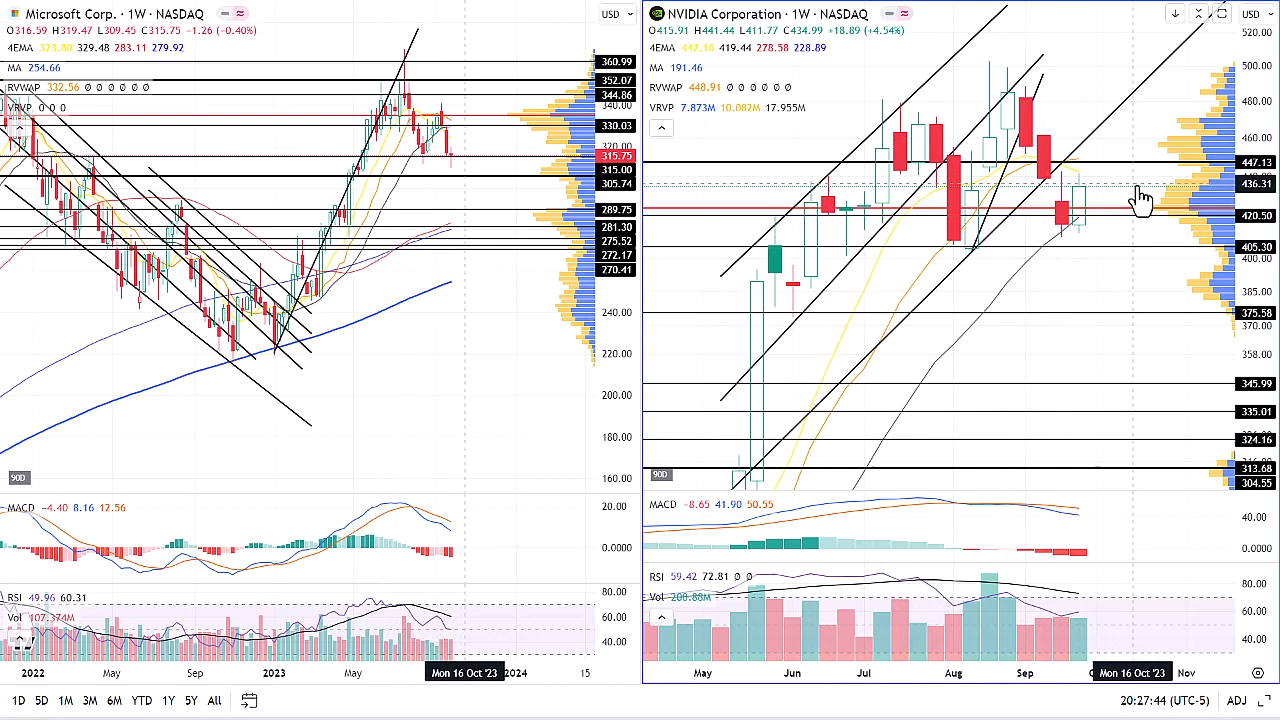 Microsoft Corp. · 1W · NASDAQ
O316.59 H319.47 L309.45 C315.75 −1.26 (−0.40%)
4EMA 323.80 329.48 283.11 279.92
MA 254.66
VRVP 0 0 0
USD
360.99
352.07
344.86
340.00
330.03
320.00
315.75
315.00
305.74
289.75
281.30
275.52
272.17
270.41
240.00
220.00
200.00
180.00
160.00
90D
MACD −4.40 8.16 12.56
20.00
0.0000
RSI 49.96 60.31
Vol 107.374M
80.00
60.00
40.00
2022
May
Sep
2023
May
Mon 16 Oct '23
2024
15
NVIDIA Corporation · 1W · NASDAQ
O415.91 H441.44 L411.77 C434.99 +18.89 (+4.54%)
4EMA 442.16 419.44 278.58 228.89
MA 191.46
RVWAP 448.91 0 0 0 0 0 0
VRVP 7.873M 10.082M 17.955M
USD
520.00
500.00
480.00
460.00
447.13
436.31
420.50
405.30
400.00
385.00
375.58
370.00
358.00
345.99
335.01
324.16
313.68
304.55
90D
MACD −8.65 41.90 50.55
40.00
0.0000
RSI 59.42 72.81 0 0
Vol 208.88M
80.00
60.00
40.00
May
Jun
Jul
Aug
Sep
Mon 16 Oct '23
Nov
1D 5D 1M 3M 6M YTD 1Y 5Y All
20:27:44 (UTC-5)
ADJ